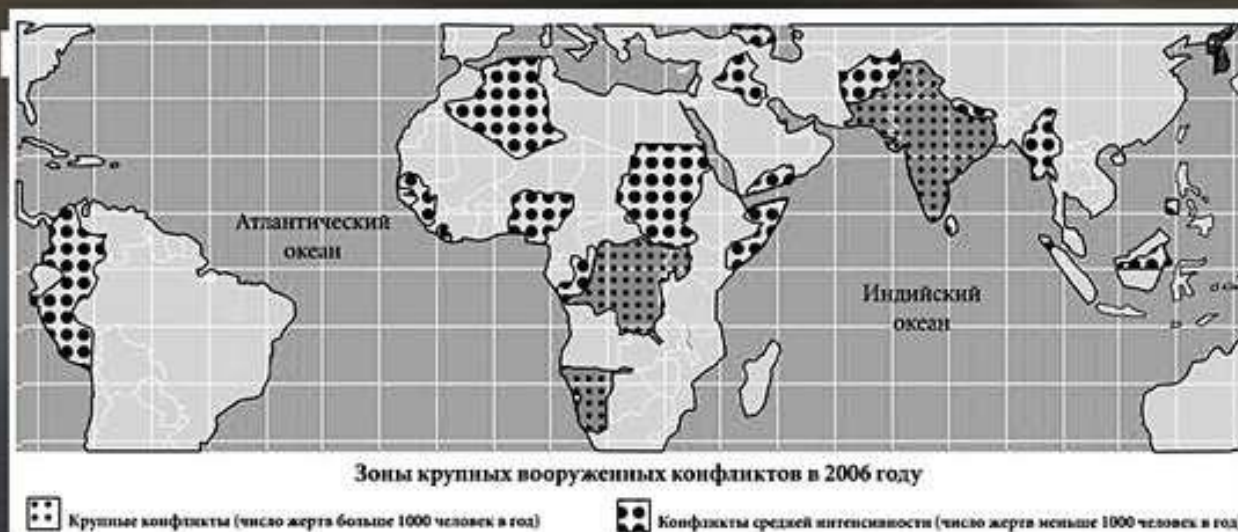 Атлантический
океан
Индийский
океан
Зоны крупных вооруженных конфликтов в 2006 году
Крупные конфликты (число жертв больше 1000 человек в год)
Конфликты средней интенсивности (число жертв меньше 1000 человек в год